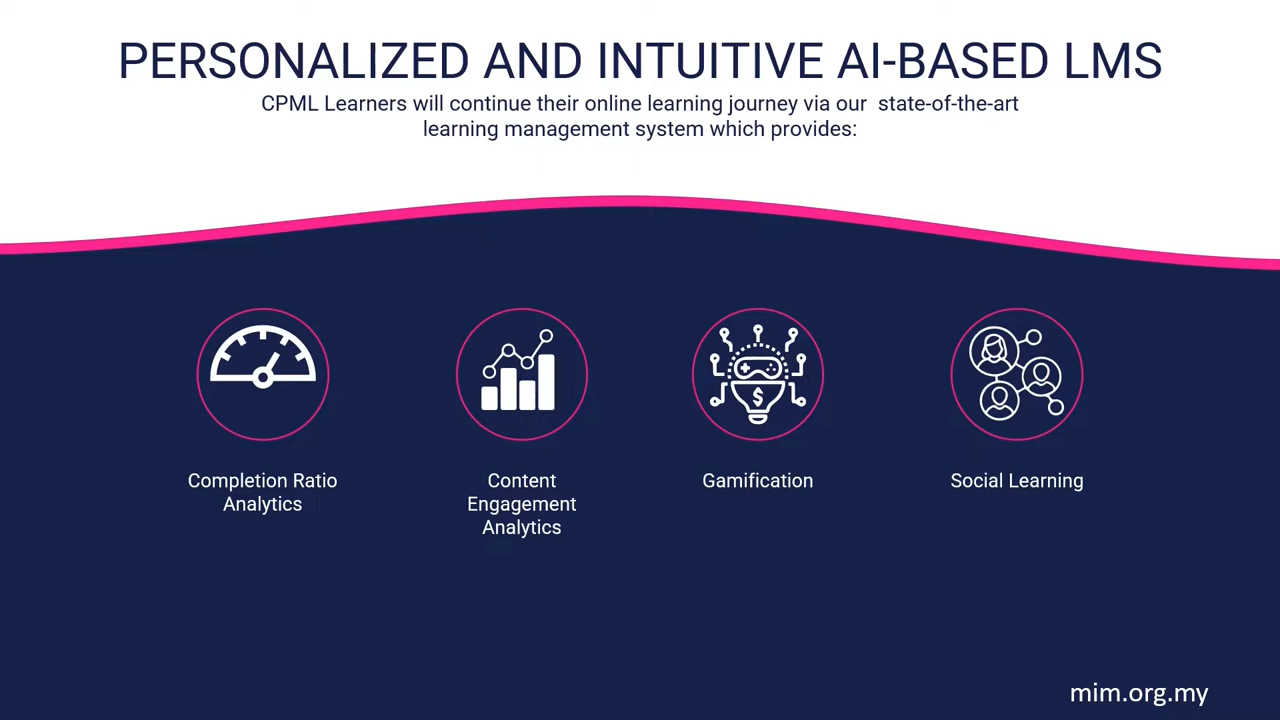 PERSONALIZED AND INTUITIVE AI-BASED LMS
CPML Learners will continue their online learning journey via our state-of-the-art
learning management system which provides:
Completion Ratio
Analytics
Content
Engagement
Analytics
$
Gamification
Social Learning
mim.org.my